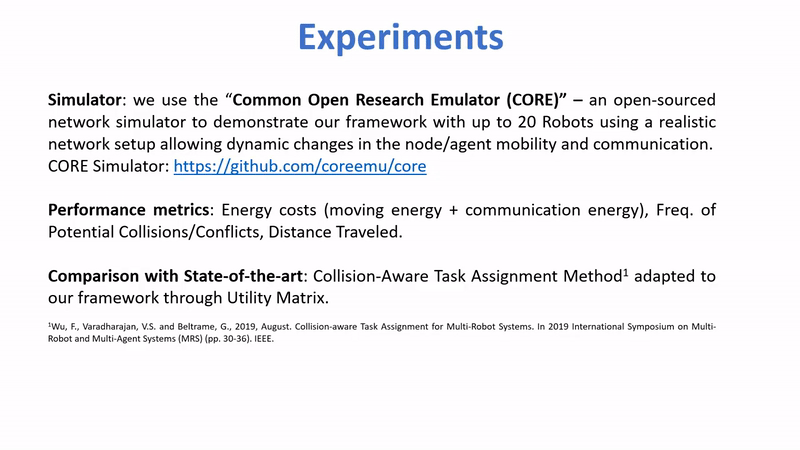 Experiments
Simulator: we use the “Common Open Research Emulator (CORE)” – an open-sourced
network simulator to demonstrate our framework with up to 20 Robots using a realistic
network setup allowing dynamic changes in the node/agent mobility and communication.
CORE Simulator: https://github.com/coreemu/core
Performance metrics: Energy costs (moving energy + communication energy), Freq. of
Potential Collisions/Conflicts, Distance Traveled.
Comparison with State-of-the-art: Collision-Aware Task Assignment Method¹ adapted to
our framework through Utility Matrix.
¹Wu, F., Varadharajan, V.S. and Beltrame, G., 2019, August. Collision-aware Task Assignment for Multi-Robot Systems. In 2019 International Symposium on Multi-
Robot and Multi-Agent Systems (MRS) (pp. 30-36). IEEE.